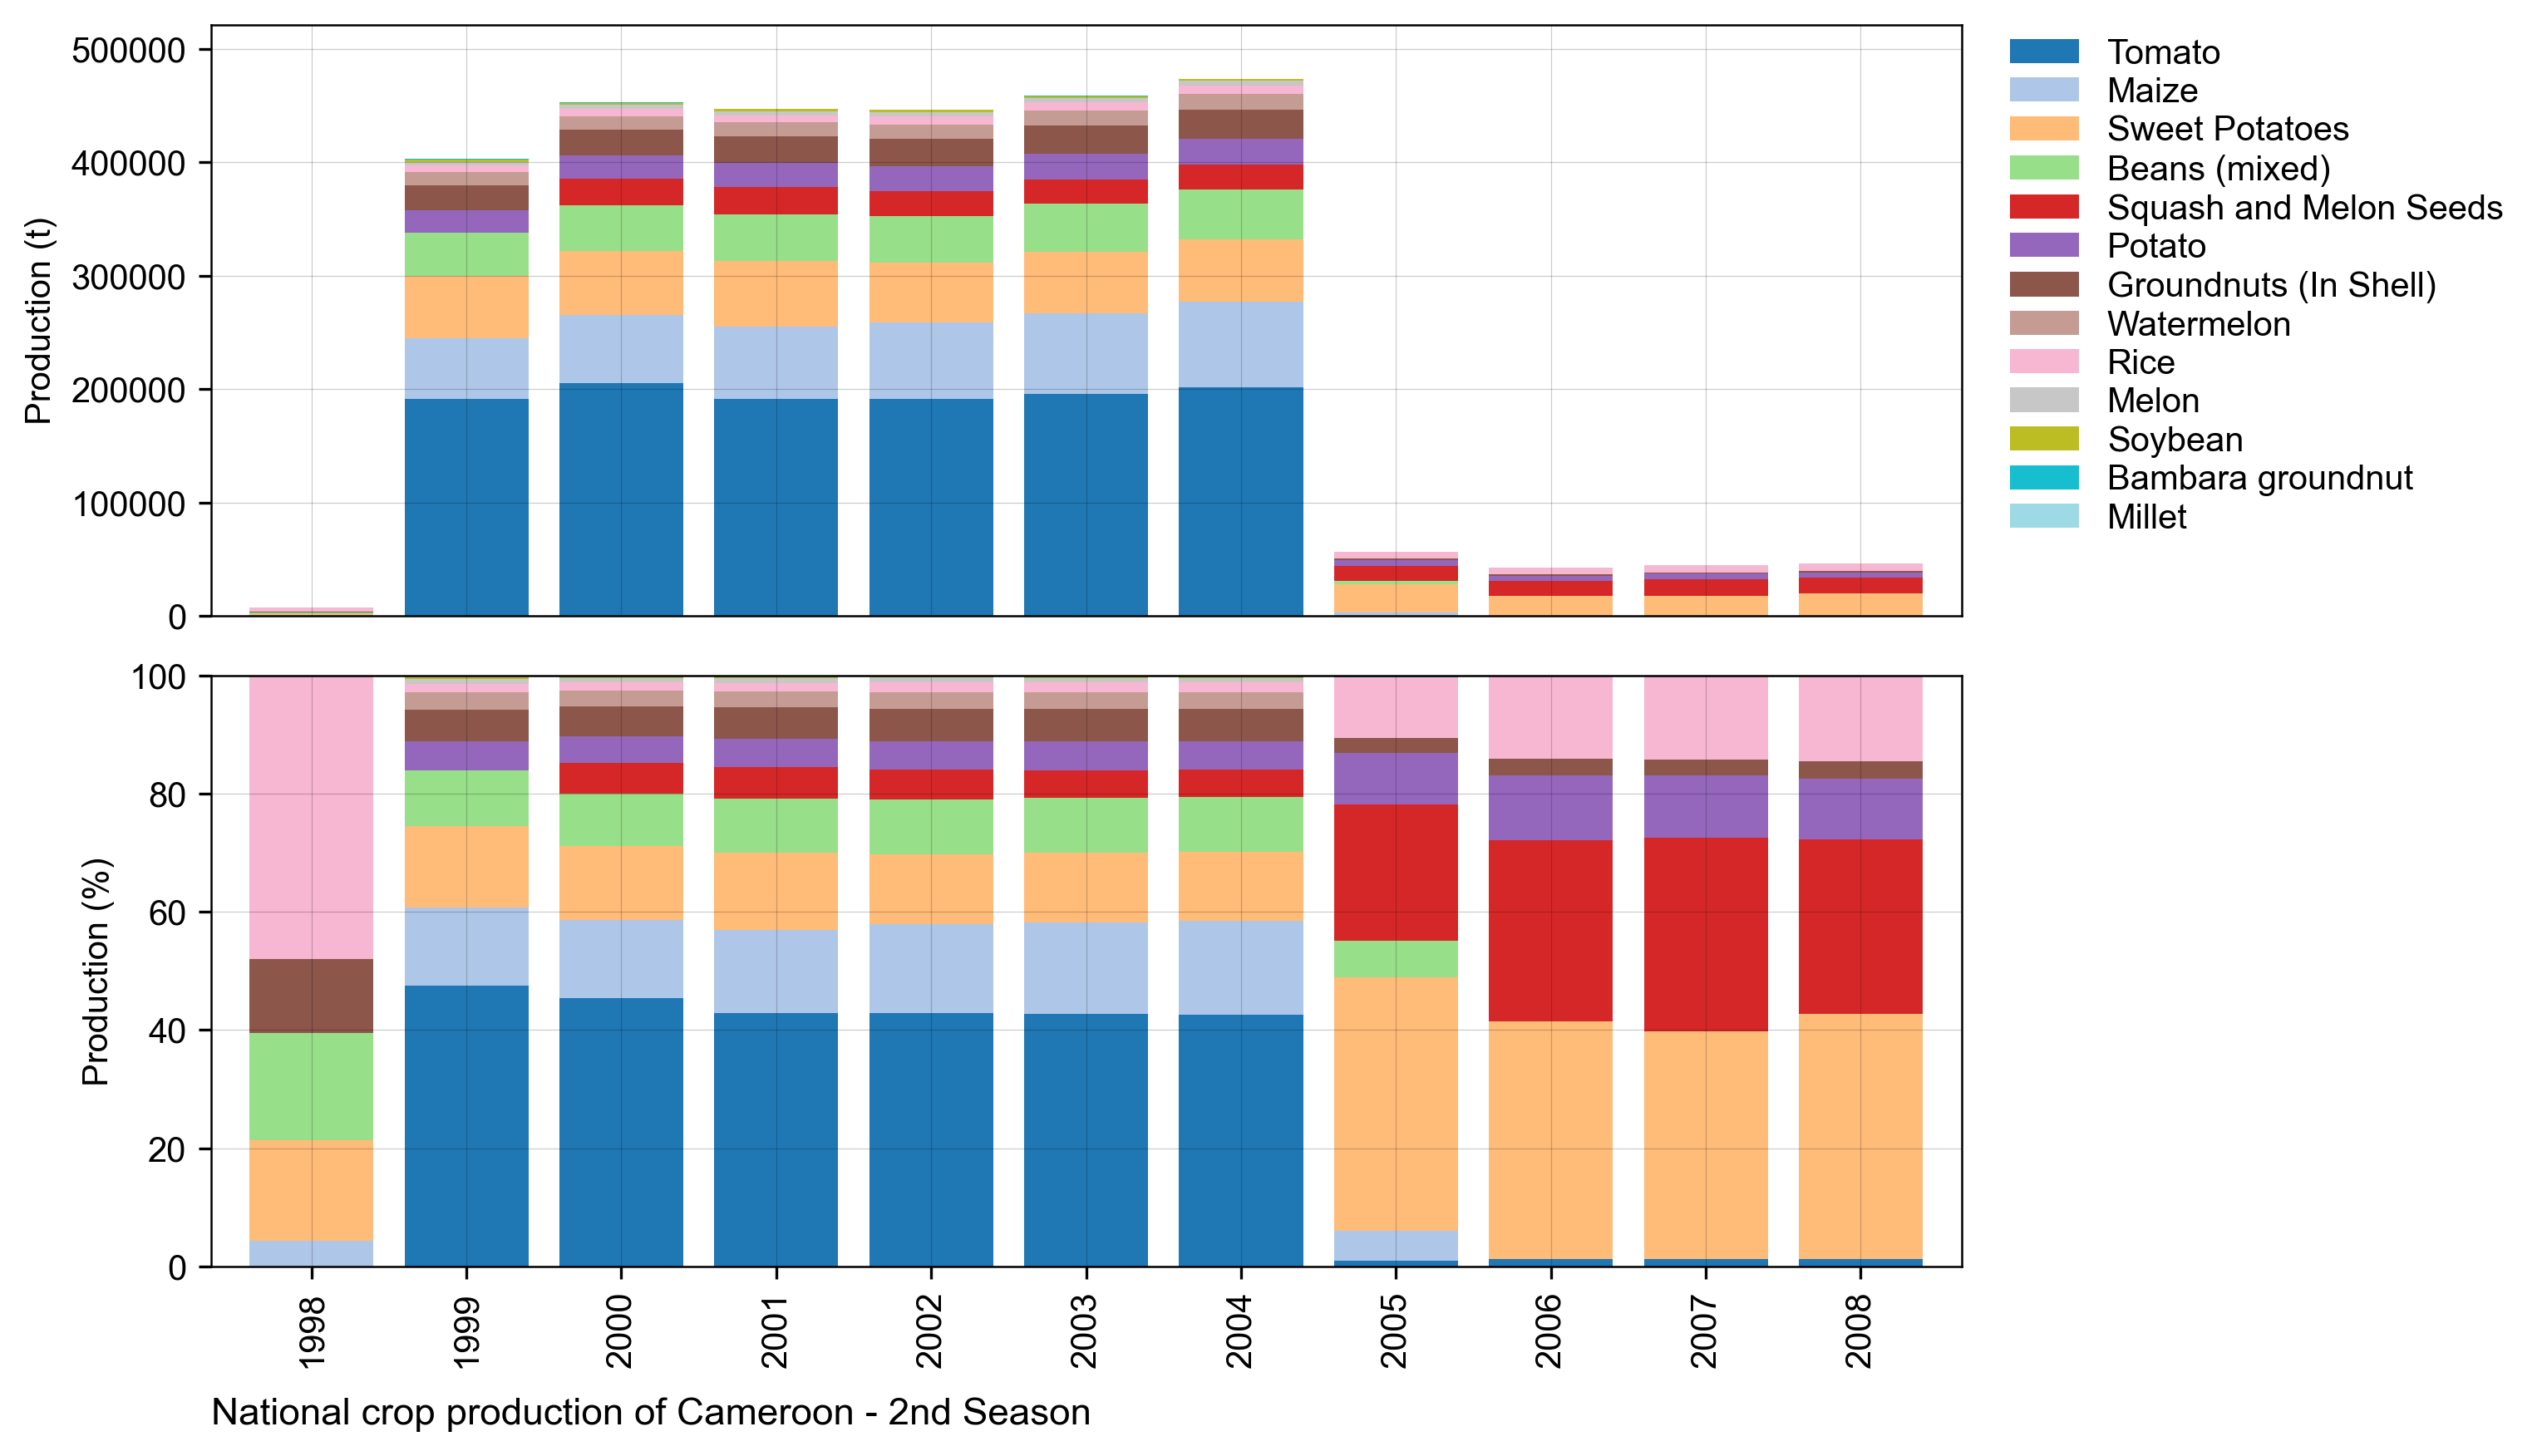 500000
400000
300000
200000
100000
0
Production (t)
Tomato
Maize
Sweet Potatoes
Beans (mixed)
Squash and Melon Seeds
Potato
Groundnuts (In Shell)
Watermelon
Rice
Melon
Soybean
Bambara groundnut
Millet
100
80
60
40
20
0
Production (%)
1998
1999
2000
2001
2002
2003
2004
2005
2006
2007
2008
National crop production of Cameroon - 2nd Season